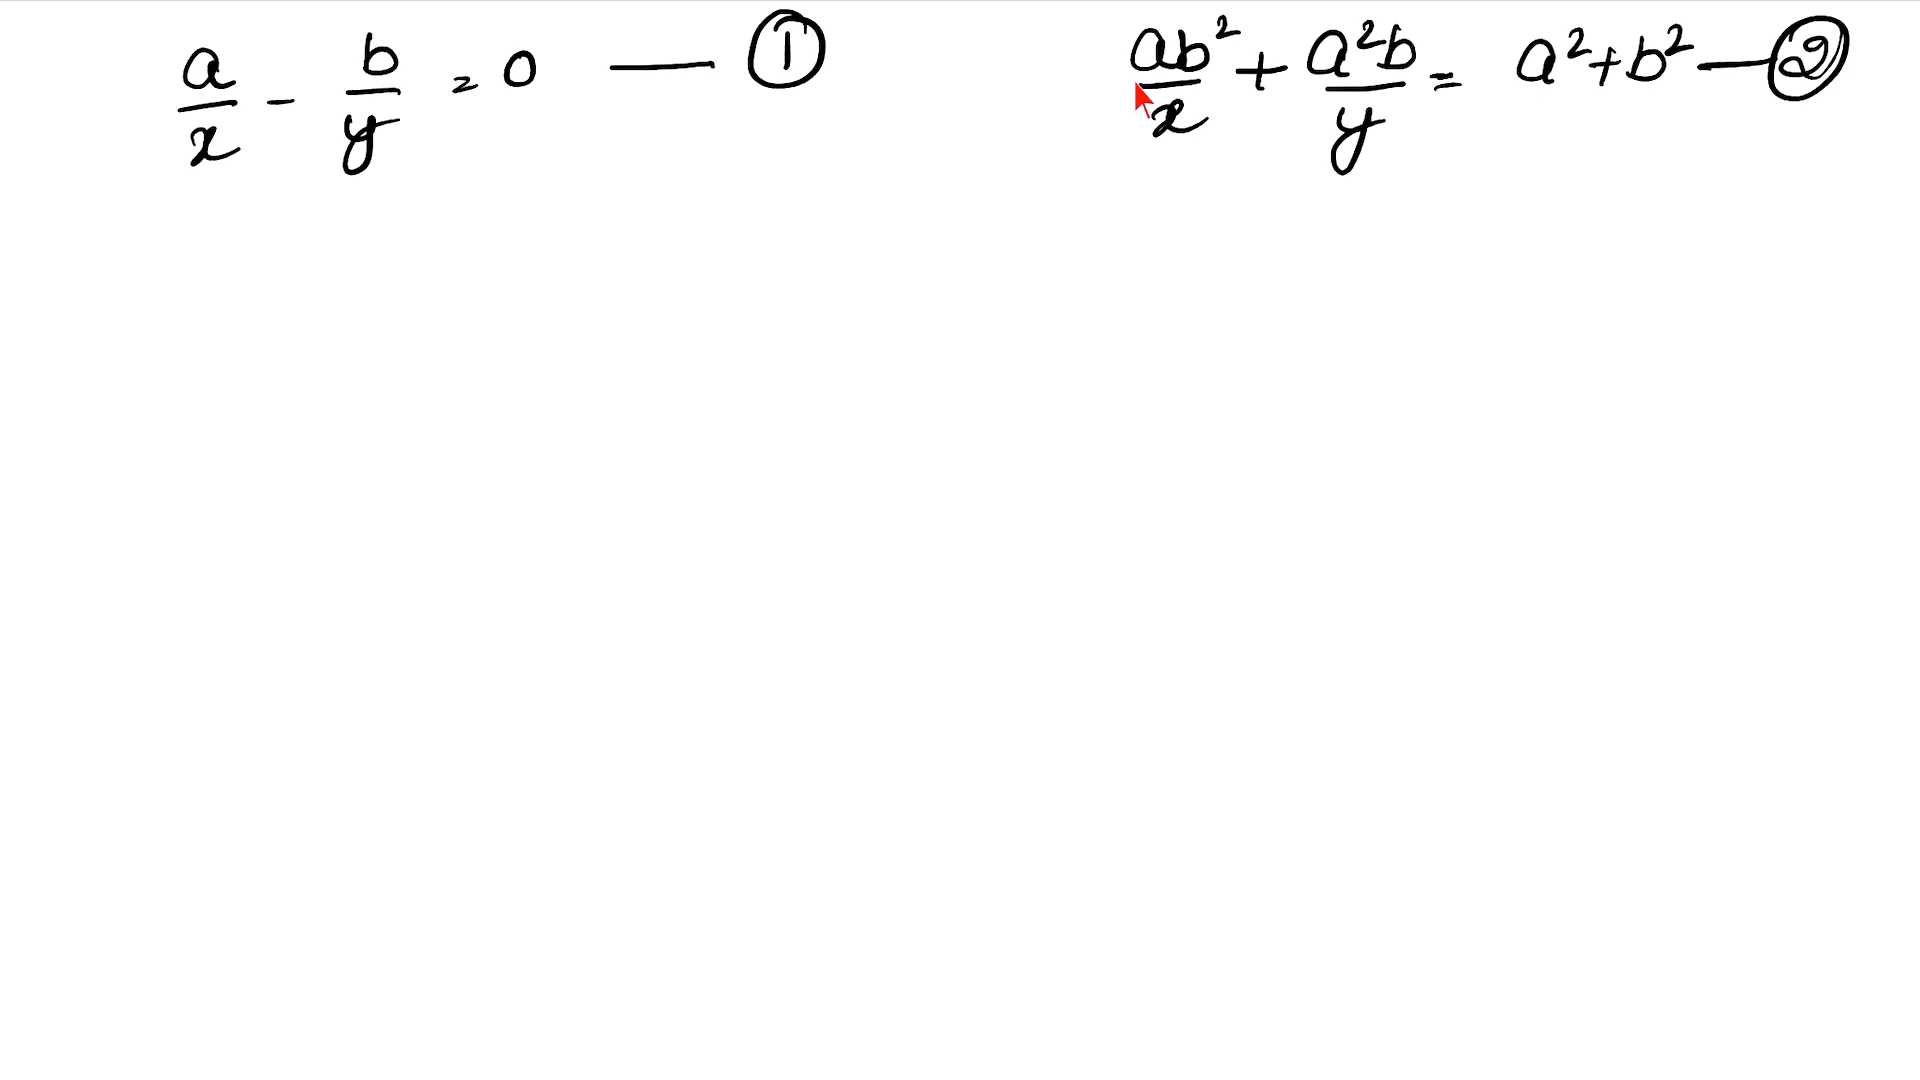 a/x - b/y = 0 — ①
ab²/x + a²b/y = a²+b² — ②